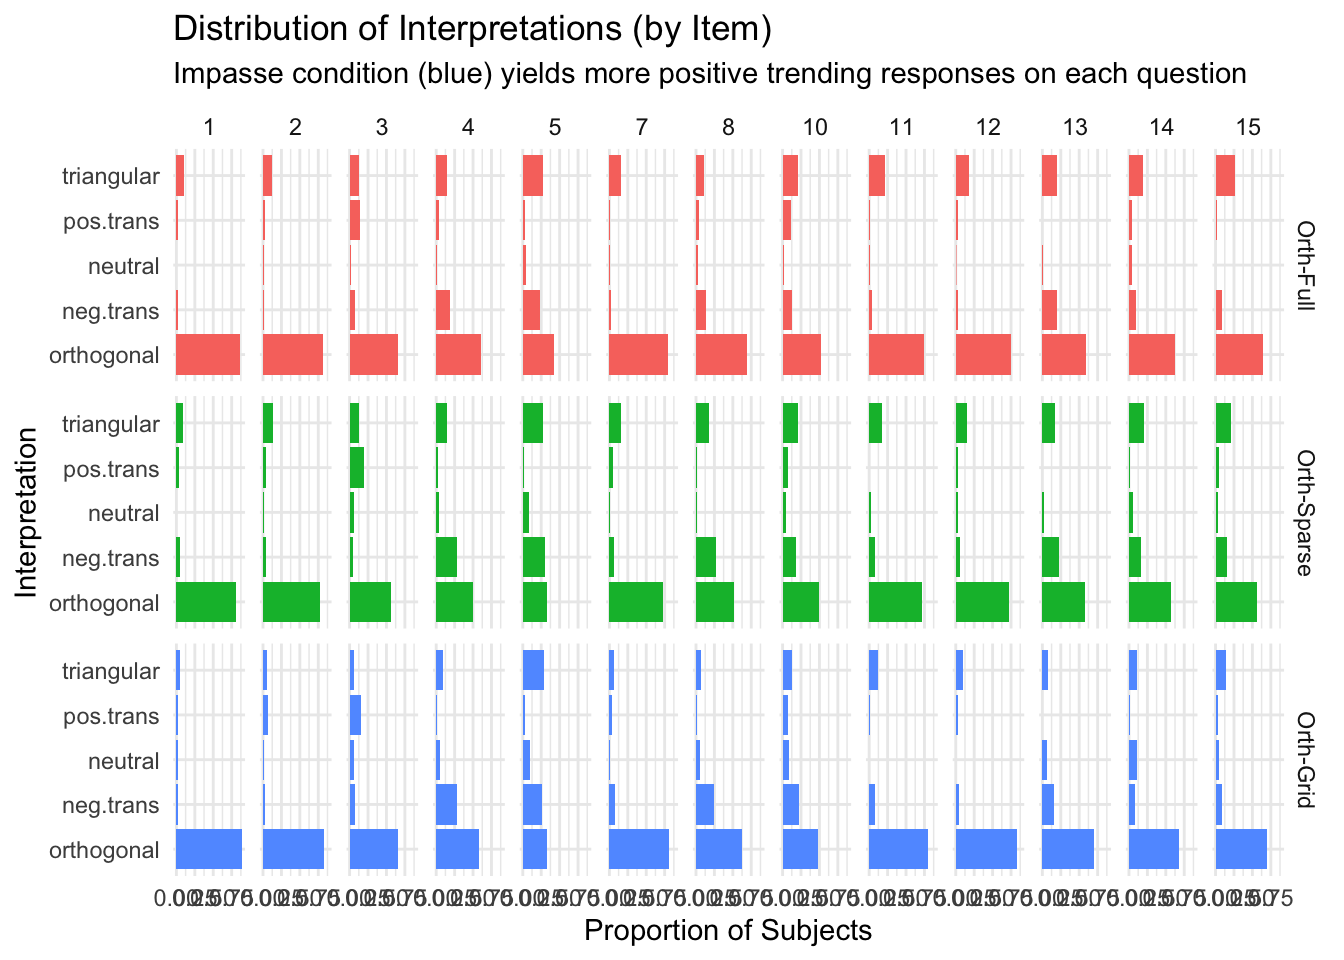 Distribution of Interpretations (by Item)
Impasse condition (blue) yields more positive trending responses on each question
1 2 3 4 5 7 8 10 11 12 13 14 15
triangular
pos.trans
neutral
neg.trans
orthogonal
Orth-Full
triangular
pos.trans
neutral
neg.trans
orthogonal
Orth-Sparse
triangular
pos.trans
neutral
neg.trans
orthogonal
Orth-Grid
Interpretation
Proportion of Subjects